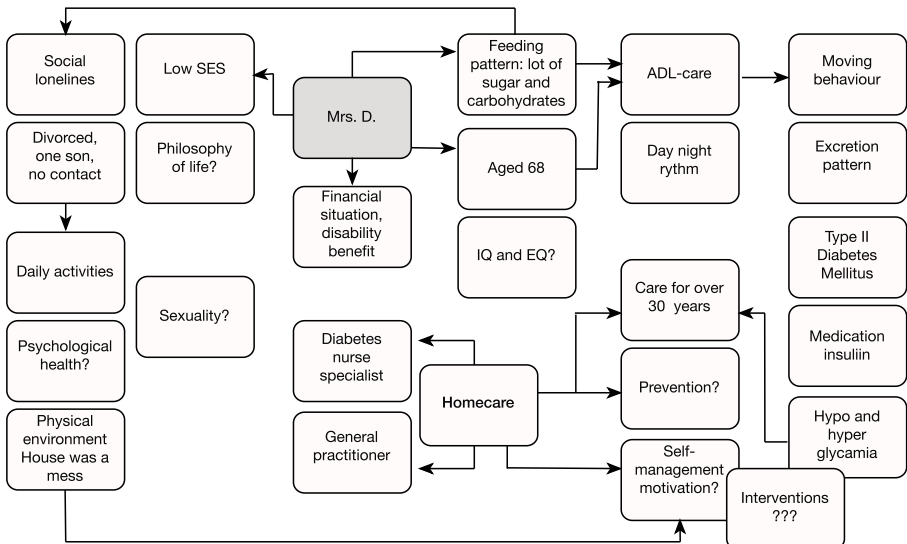 Social
lonelines
Low SES
Mrs. D.
Feeding
pattern: lot of
sugar and
carbohydrates
ADL-care
Moving
behaviour
Divorced,
one son,
no contact
Philosophy
of life?
Aged 68
Day night
rythm
Excretion
pattern
Financial
situation,
disability
benefit
IQ and EQ?
Type II
Diabetes
Mellitus
Daily activities
Sexuality?
Care for over
30 years
Psychological
health?
Diabetes
nurse
specialist
Homecare
Prevention?
Medication
insuliin
Physical
environment
House was a
mess
General
practitioner
Self-
management
motivation?
Hypo and
hyper
glycamia
Interventions
???